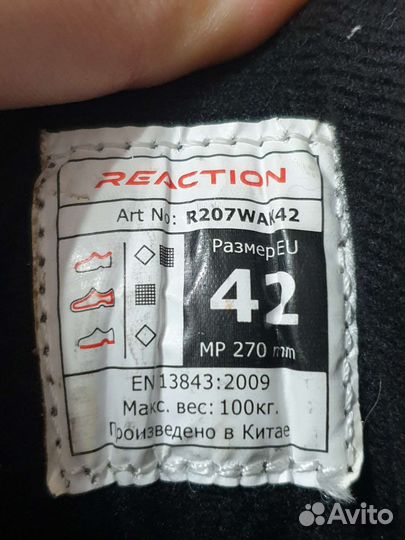 REACTION
Art No: R207WAK42
Размер EU
42
MP 270 mm
EN 13843:2009
Макс. вес: 100кг.
Произведено в Китае
Avito